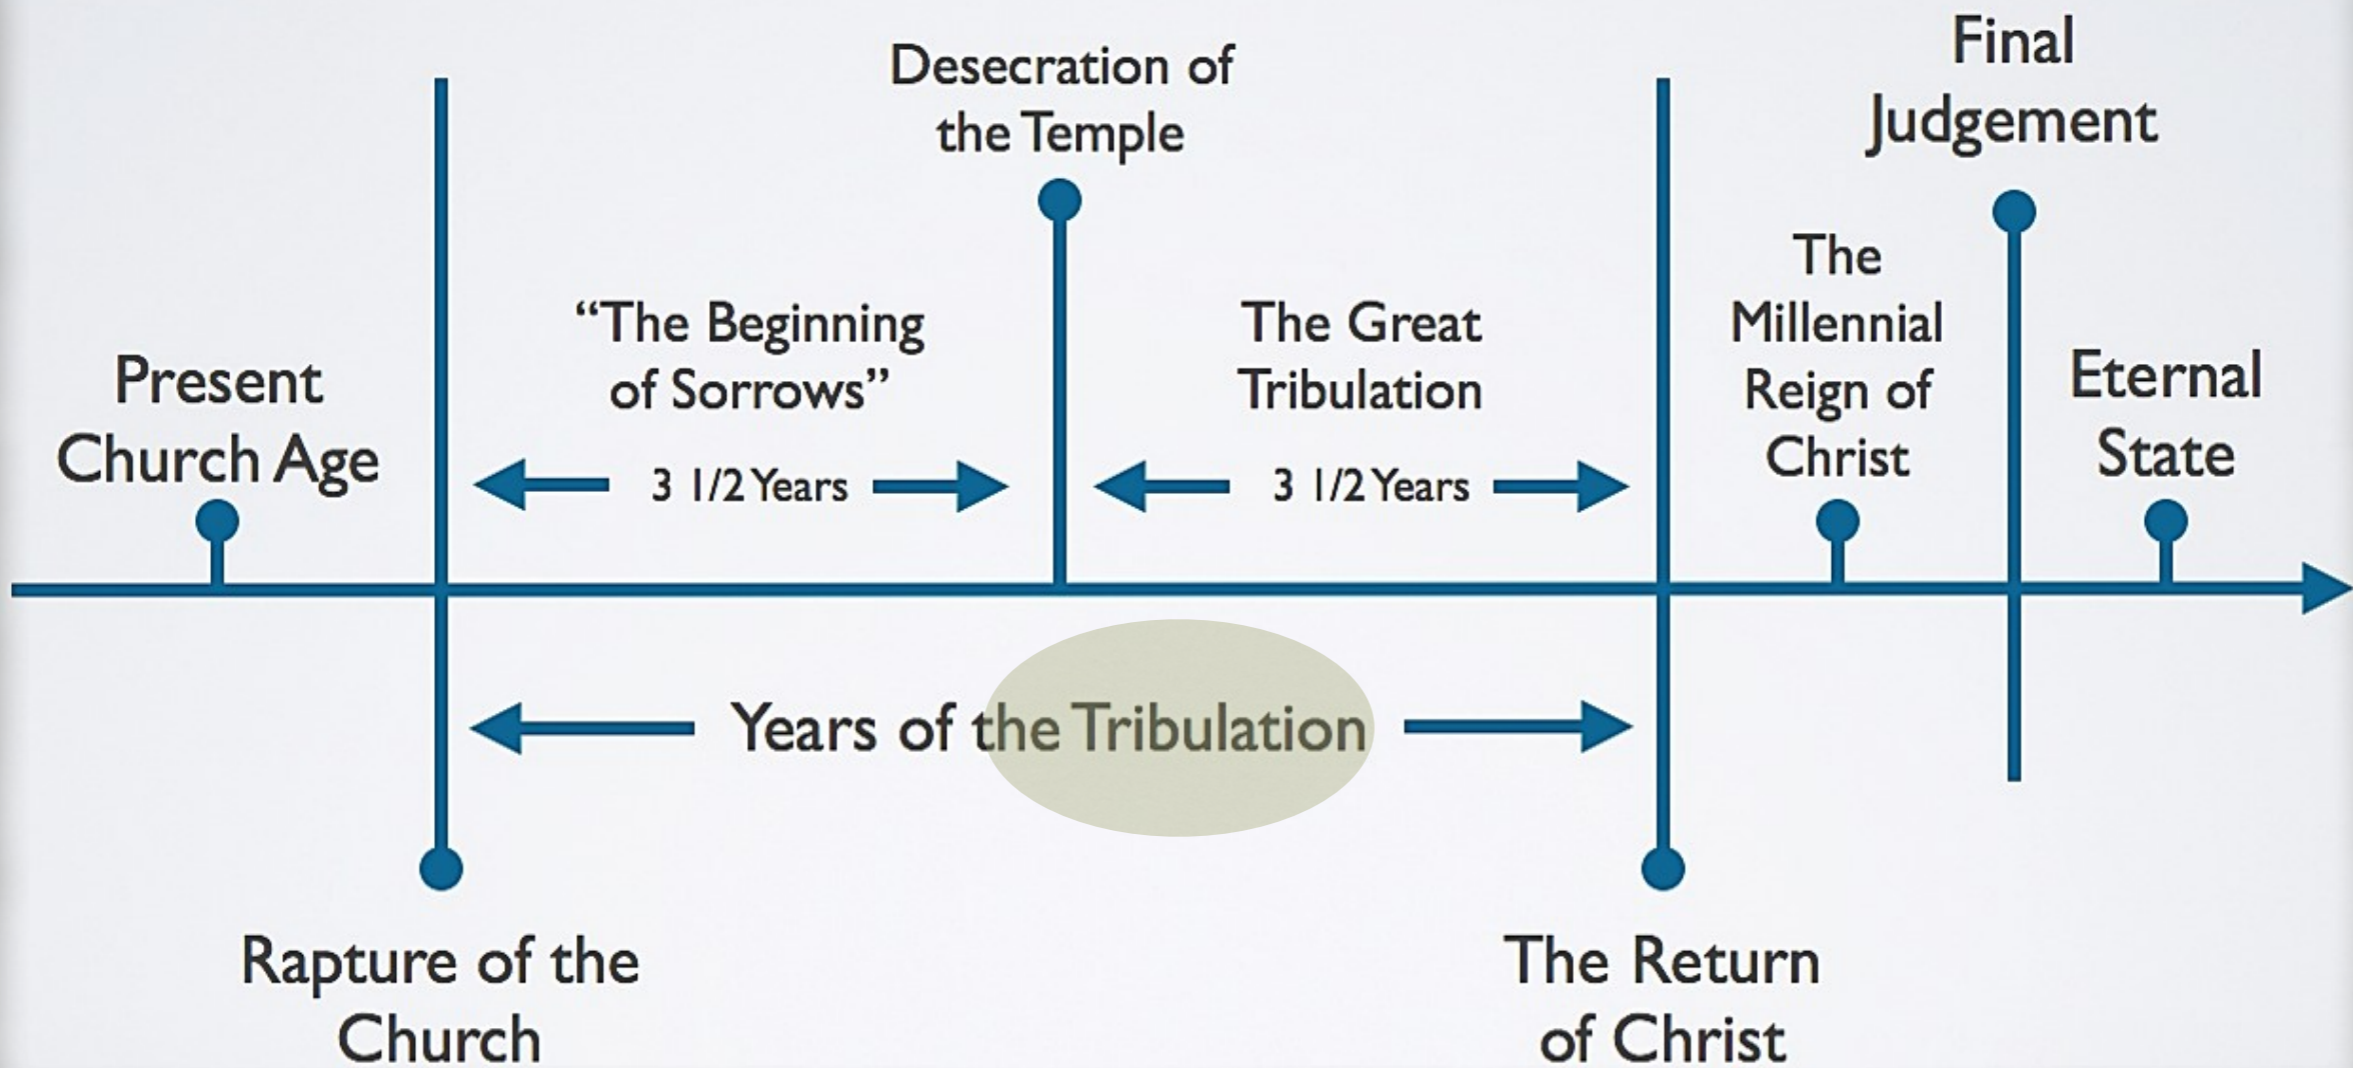 Present
Church Age
Rapture of the
Church
“The Beginning
of Sorrows”
3 1/2 Years
Desecration of
the Temple
The Great
Tribulation
3 1/2 Years
Years of the Tribulation
The Return
of Christ
The
Millennial
Reign of
Christ
Final
Judgement
Eternal
State